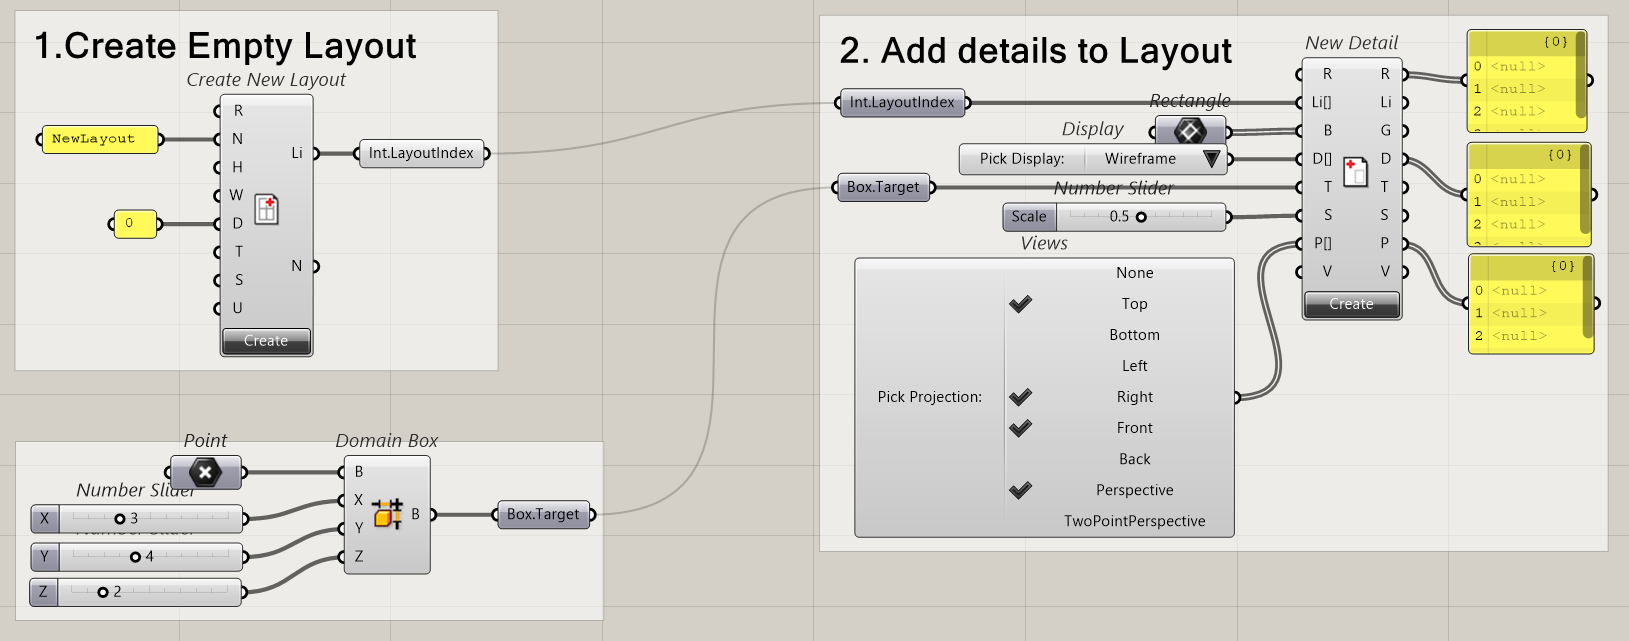 1.Create Empty Layout
Create New Layout
R
NewLayout
N
H
Li
Int.LayoutIndex
W
0
D
T
N
S
U
Create
Point
Domain Box
B
Number Slider
X
3
X
Y
B
Box.Target
Y
4
Z
Z
2
2. Add details to Layout
New Detail
R
R
Int.LayoutIndex
Li[]
Li
Rectangle
Display
B
G
Pick Display:
Wireframe
D[]
D
Box.Target
T
T
Number Slider
Scale
0.5
S
S
Views
P[]
P
V
V
Create
Pick Projection:
None
Top
Bottom
Left
Right
Front
Back
Perspective
TwoPointPerspective
{0}
0 <null>
1 <null>
2 <null>
{0}
0 <null>
1 <null>
2 <null>
{0}
0 <null>
1 <null>
2 <null>